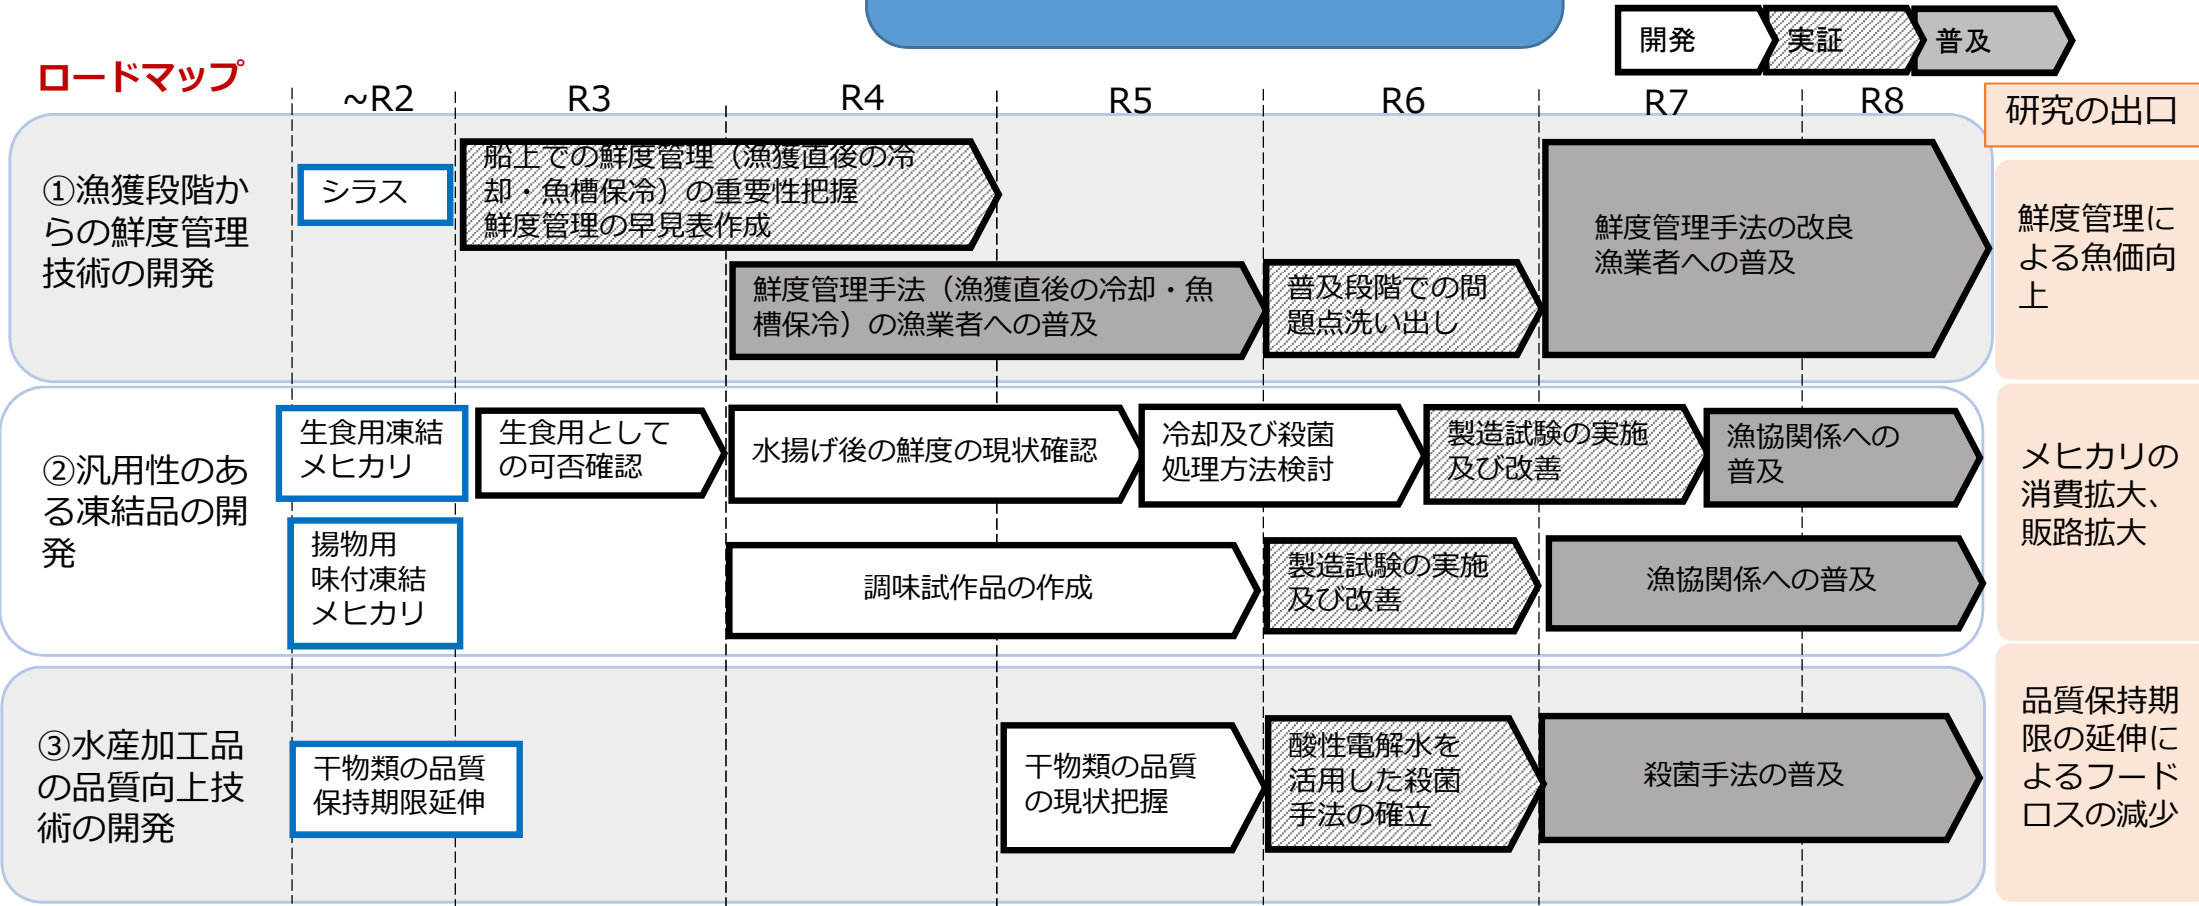 開発
実証
普及
ロードマップ
~R2
R3
R4
R5
R6
R7
R8
研究の出口
①漁獲段階か
らの鮮度管理
技術の開発
シラス
船上での鮮度管理（漁獲直後の冷
却・魚槽保冷）の重要性把握
鮮度管理の早見表作成
鮮度管理手法（漁獲直後の冷却・魚
槽保冷）の漁業者への普及
普及段階での問
題点洗い出し
鮮度管理手法の改良
漁業者への普及
鮮度管理に
よる魚価向
上
②汎用性のあ
る凍結品の開
発
生食用凍結
メヒカリ
生食用として
の可否確認
水揚げ後の鮮度の現状確認
冷却及び殺菌
処理方法検討
製造試験の実施
及び改善
漁協関係への
普及
揚物用
味付凍結
メヒカリ
調味試作品の作成
製造試験の実施
及び改善
漁協関係への普及
メヒカリの
消費拡大、
販路拡大
③水産加工品
の品質向上技
術の開発
干物類の品質
保持期限延伸
干物類の品質
の現状把握
酸性電解水を
活用した殺菌
手法の確立
殺菌手法の普及
品質保持期
限の延伸に
よるフード
ロスの減少